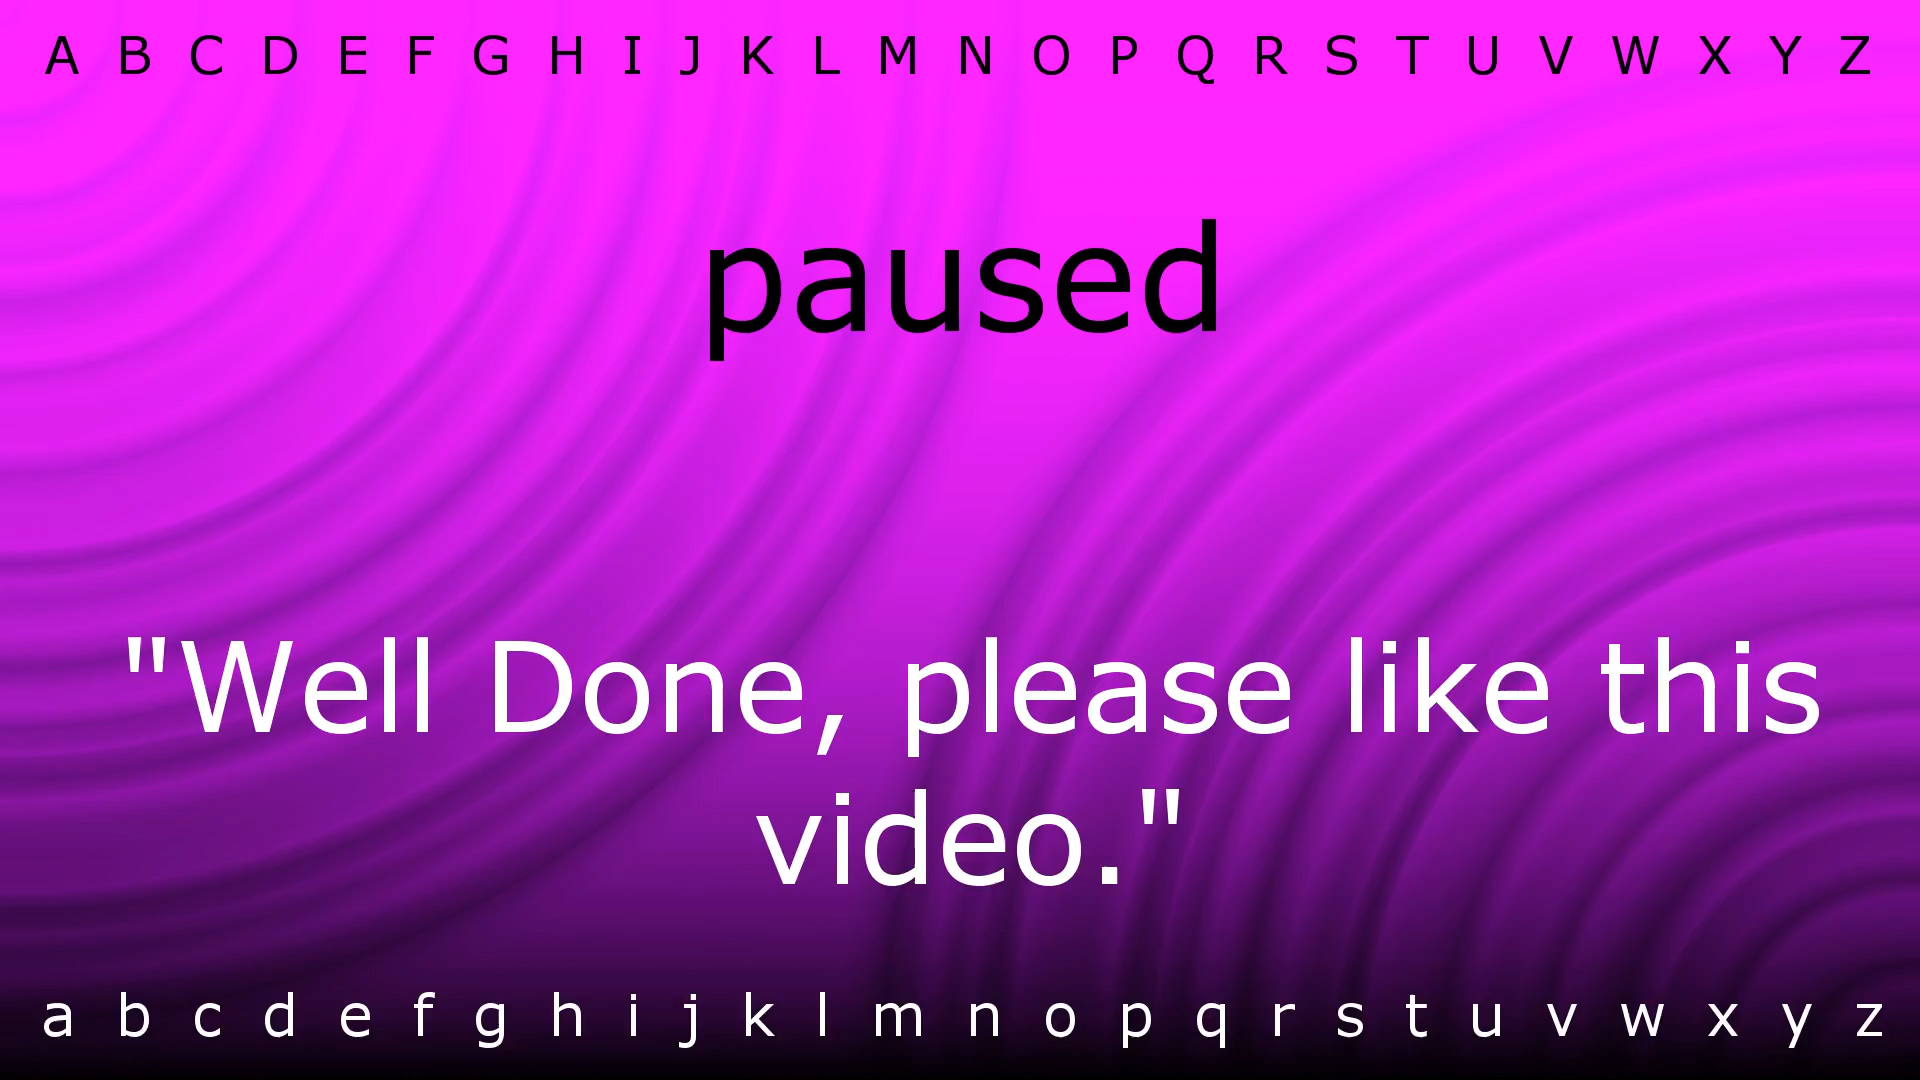 A B C D E F G H I J K L M N O P Q R S T U V W X Y Z
paused
"Well Done, please like this
video."
a b c d e f g h i j k l m n o p q r s t u v w x y z